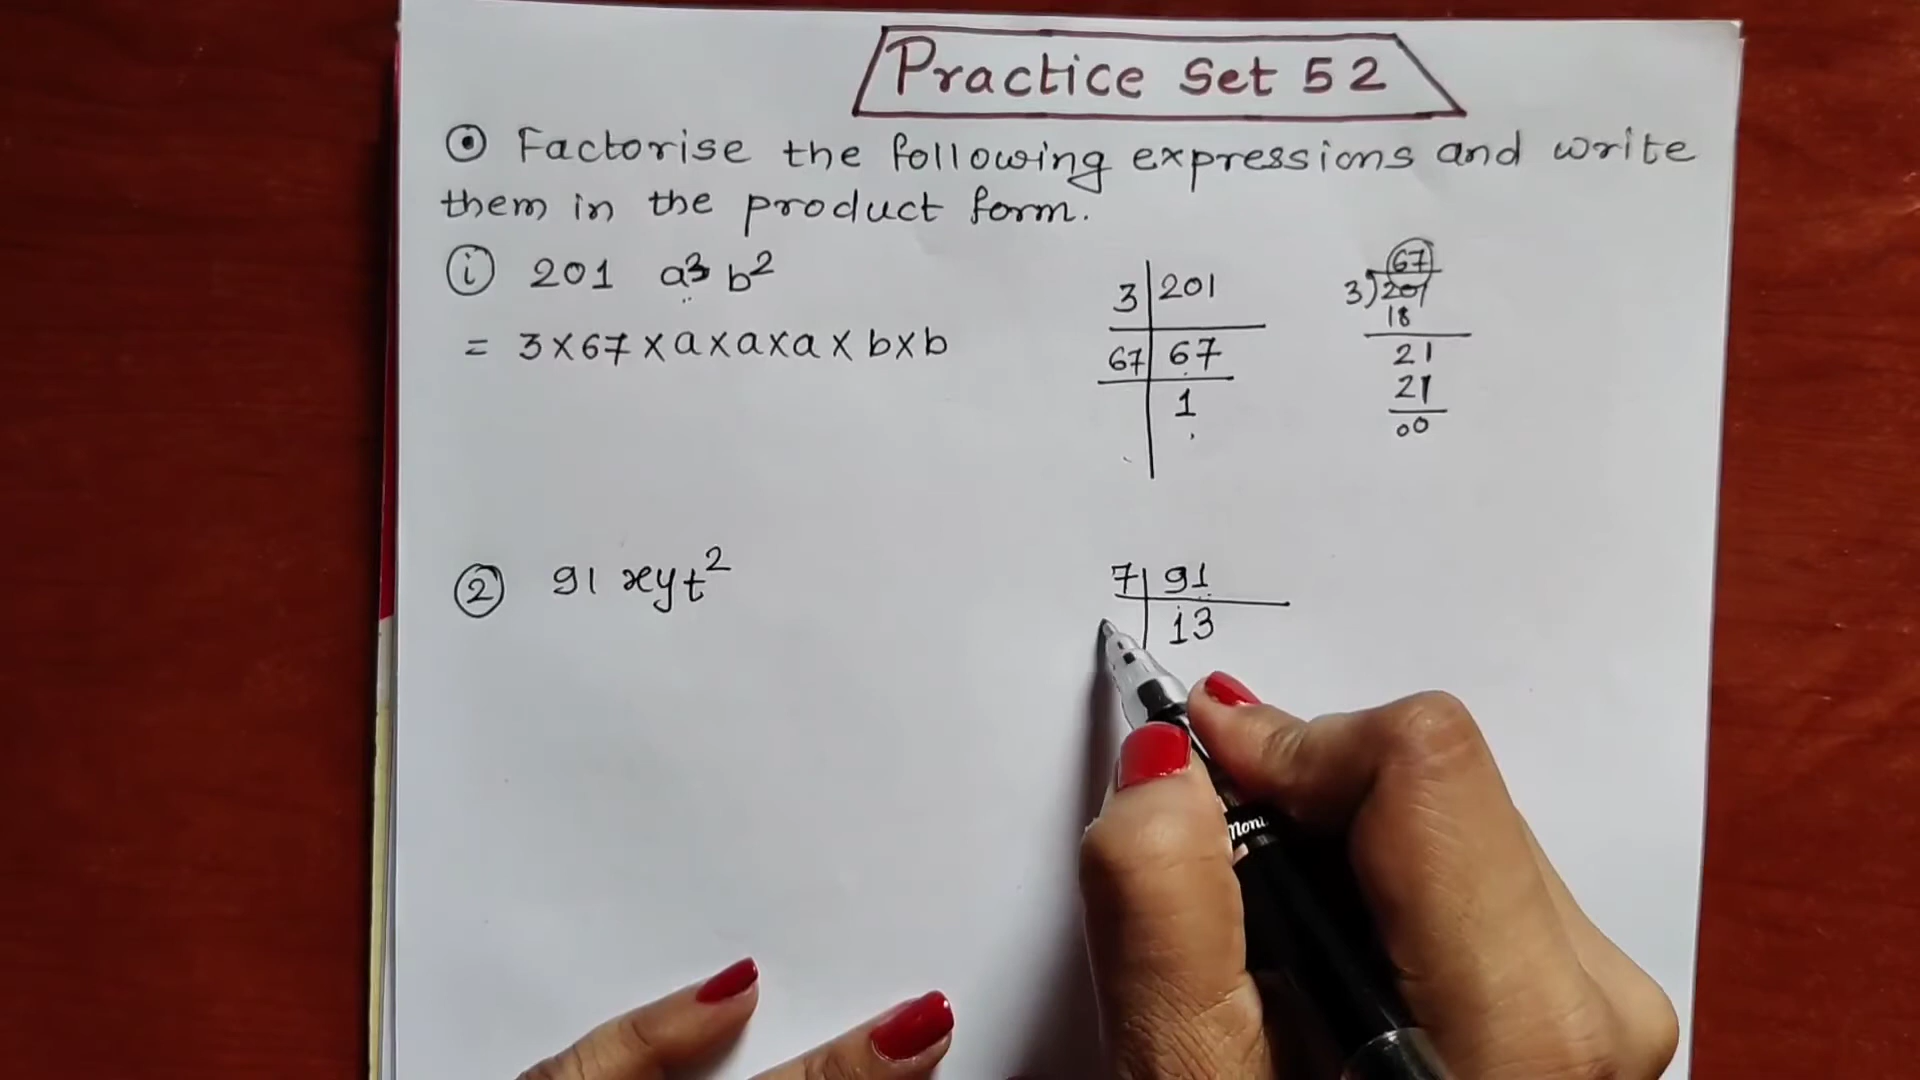 Practice Set 52
⊙ Factorise the following expressions and write
them in the product form.
ⓘ 201 a³ b²
= 3×67×a×a×a×b×b
3 | 201
67 | 67
1
67
3)201
18
21
21
00
② 91 xyt²
7 | 91
13